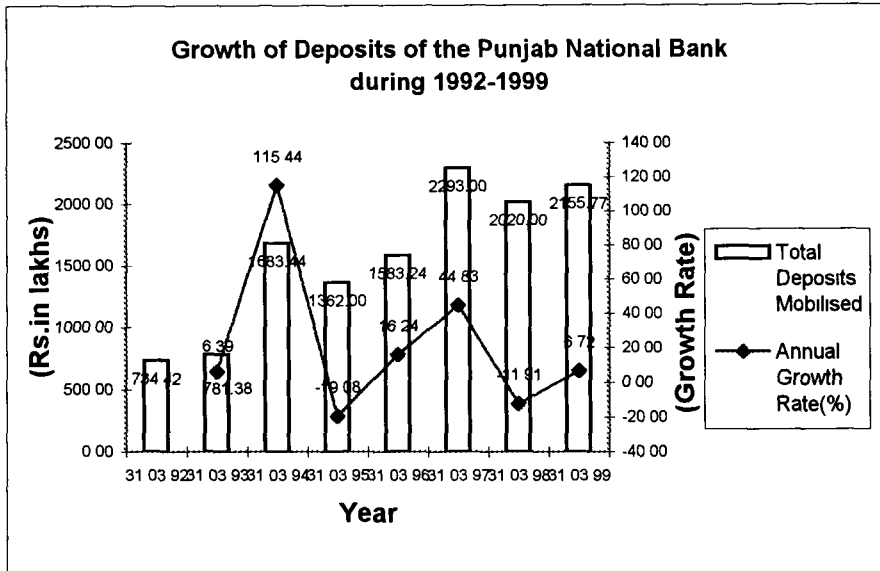 Growth of Deposits of the Punjab National Bank
during 1992-1999
(Rs.in lakhs)
2500 00
2000 00
1500 00
1000 00
500 00
0 00
734 42
6 39
781.38
115 44
1683.44
1362.00
-19 08
1583.24
16 24
2293.00
44 83
2020.00
-11 91
2155.77
6 72
140 00
120 00
100 00
80 00
60 00
40 00
20 00
0 00
-20 00
-40 00
(Growth Rate)
31 03 92 31 03 93 31 03 94 31 03 95 31 03 96 31 03 97 31 03 98 31 03 99
Year
Total
Deposits
Mobilised
Annual
Growth
Rate(%)